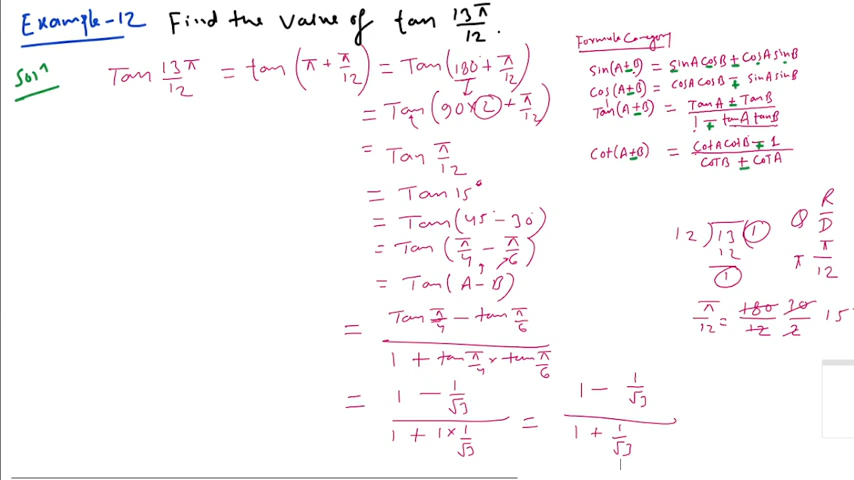 Example-12 Find the value of tan 13π/12.
Soln
Tan 13π/12 = tan(π + π/12) = Tan(180° + π/12)
= Tan(90×2 + π/12)
= Tan π/12
= Tan 15°
= Tan(45° - 30°)
= Tan(π/4 - π/6)
= Tan(A - B)
= (Tan π/4 - tan π/6)/(1 + tan π/4 × tan π/6)
= (1 - 1/√3)/(1 + 1×1/√3) = (1 - 1/√3)/(1 + 1/√3)
Formulae
sin(A±B) = sinA cosB ± cosA sinB
cos(A±B) = cosA cosB ∓ sinA sinB
Tan(A±B) = (TanA ± TanB)/(1 ∓ tanA tanB)
cot(A±B) = (cotA cotB ∓ 1)/(cotB ± cotA)
12)13(1
12
1
Q R/D
π π/12
π/12 = 180/12 30/2 15